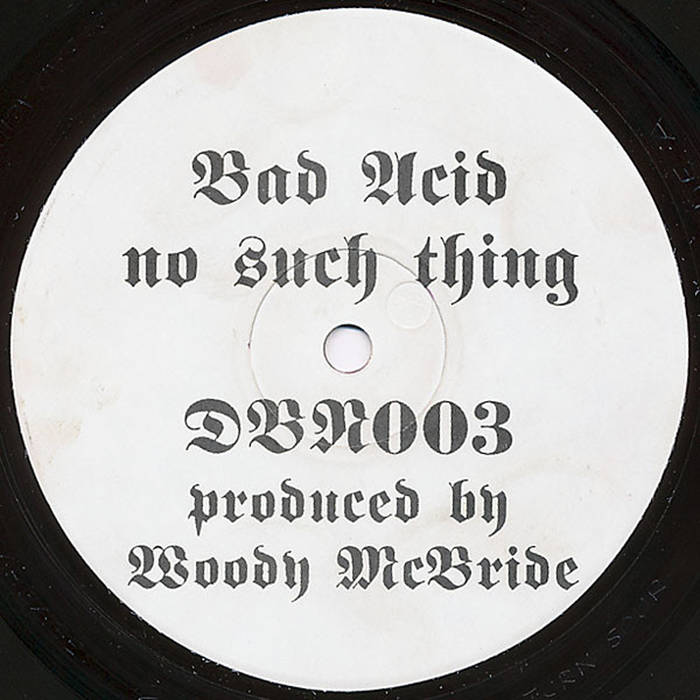 Bad Acid
no such thing
DBN003
produced by
Woody McBride